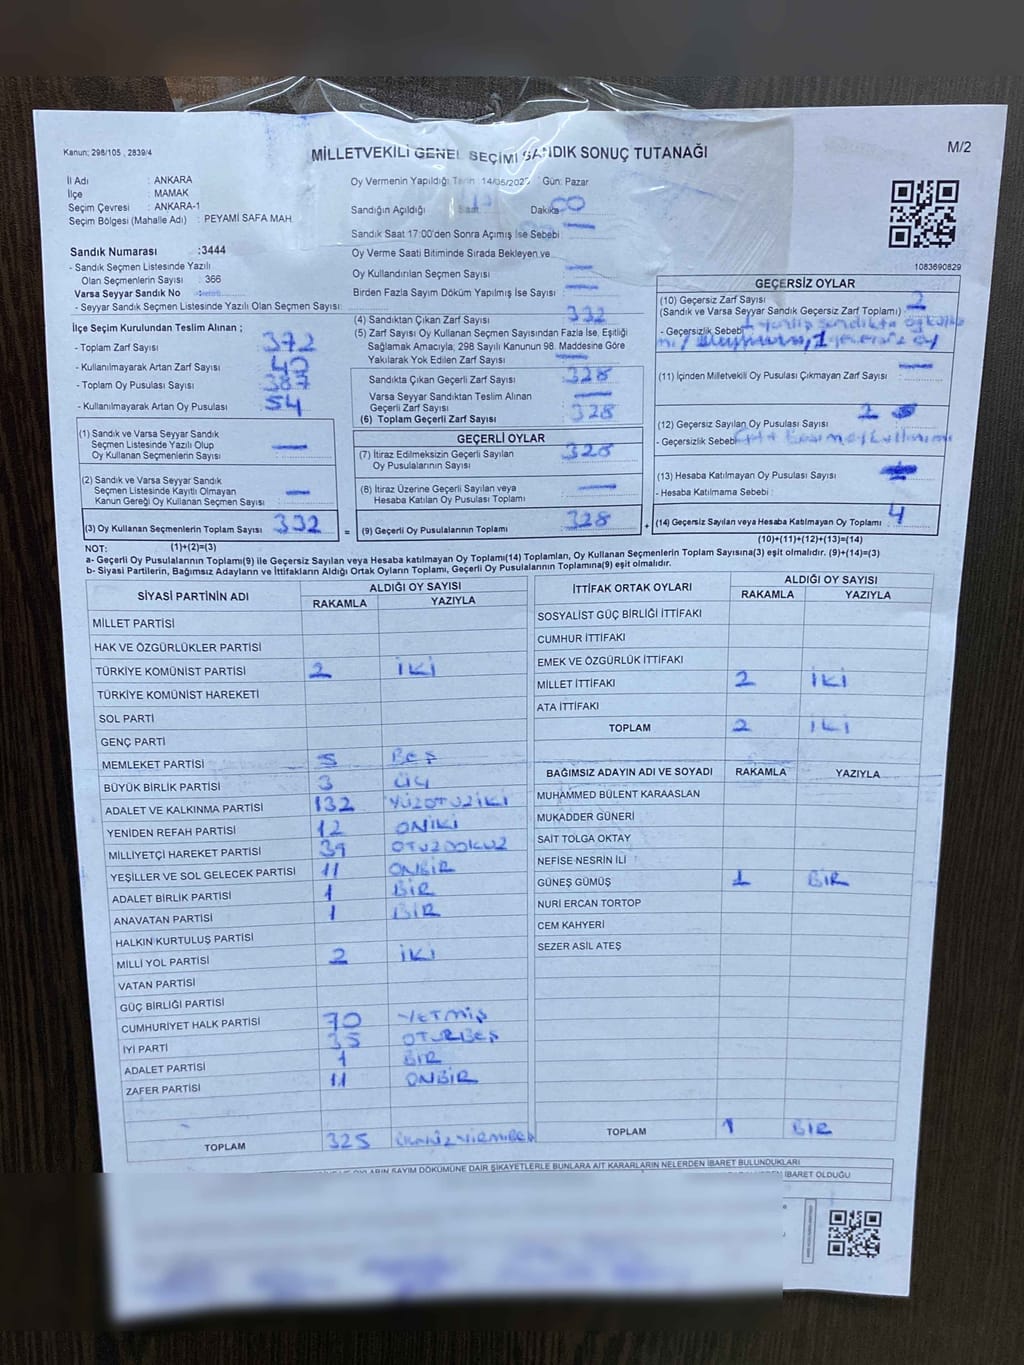 Kanun; 298/105 , 2839/4
MİLLETVEKİLİ GENEL SEÇİMİ SANDIK SONUÇ TUTANAĞI
M/2
İl Adı : ANKARA
İlçe : MAMAK
Seçim Çevresi : ANKARA-1
Seçim Bölgesi (Mahalle Adı) : PEYAMİ SAFA MAH
Oy Vermenin Yapıldığı Tarih :14/05/2023 Gün: Pazar
Sandığın Açıldığı Saat Dakika 00
Sandık Saat 17:00'den Sonra Açımış İse Sebebi: —
Sandık Numarası :3444
- Sandık Seçmen Listesinde Yazılı
Olan Seçmenlerin Sayısı : 366
Varsa Seyyar Sandık No
- Seyyar Sandık Seçmen Listesinde Yazılı Olan Seçmen Sayısı:
Oy Verme Saati Bitiminde Sırada Bekleyen ve
Oy Kullandırılan Seçmen Sayısı —
Birden Fazla Sayım Döküm Yapılmış İse Sayısı —
1083690829
İlçe Seçim Kurulundan Teslim Alınan ;
- Toplam Zarf Sayısı : 372
- Kullanılmayarak Artan Zarf Sayısı : 40
- Toplam Oy Pusulası Sayısı : 387
- Kullanılmayarak Artan Oy Pusulası : 54
(4) Sandıktan Çıkan Zarf Sayısı : 332
(5) Zarf Sayısı Oy Kullanan Seçmen Sayısından Fazla İse, Eşitliği
Sağlamak Amacıyla, 298 Sayılı Kanunun 98. Maddesine Göre
Yakılarak Yok Edilen Zarf Sayısı : —
Sandıkta Çıkan Geçerli Zarf Sayısı : 328
Varsa Seyyar Sandıktan Teslim Alınan
Geçerli Zarf Sayısı : —
(6) Toplam Geçerli Zarf Sayısı : 328
GEÇERSİZ OYLAR
(10) Geçersiz Zarf Sayısı 2
(Sandık ve Varsa Seyyar Sandık Geçersiz Zarf Toplamı) :
- Geçersizlik Sebebi 1 yanlış sandıkta oy
1 geçersiz oy
(11) İçinden Milletvekili Oy Pusulası Çıkmayan Zarf Sayısı : —
(12) Geçersiz Sayılan Oy Pusulası Sayısı : 2
- Geçersizlik Sebebi
(13) Hesaba Katılmayan Oy Pusulası Sayısı :
- Hesaba Katılmama Sebebi :
(14) Geçersiz Sayılan veya Hesaba Katılmayan Oy Toplamı : 4
(10)+(11)+(12)+(13)=(14)
(1) Sandık ve Varsa Seyyar Sandık
Seçmen Listesinde Yazılı Olup
Oy Kullanan Seçmenlerin Sayısı : —
(2) Sandık ve Varsa Seyyar Sandık
Seçmen Listesinde Kayıtlı Olmayan
Kanun Gereği Oy Kullanan Seçmen Sayısı : —
(3) Oy Kullanan Seçmenlerin Toplam Sayısı : 332 =
(1)+(2)=(3)
GEÇERLİ OYLAR
(7) İtiraz Edilmeksizin Geçerli Sayılan
Oy Pusulalarının Sayısı : 328
(8) İtiraz Üzerine Geçerli Sayılan veya
Hesaba Katılan Oy Pusulası Toplamı : —
(9) Geçerli Oy Pusulalarının Toplamı : 328 +
NOT:
a- Geçerli Oy Pusulalarının Toplamı(9) ile Geçersiz Sayılan veya Hesaba katılmayan Oy Toplamı(14) Toplamları, Oy Kullanan Seçmenlerin Toplam Sayısına(3) eşit olmalıdır. (9)+(14)=(3)
b- Siyasi Partilerin, Bağımsız Adayların ve İttifakların Aldığı Ortak Oyların Toplamı, Geçerli Oy Pusulalarının Toplamına(9) eşit olmalıdır.
SİYASİ PARTİNİN ADI
ALDIĞI OY SAYISI
RAKAMLA YAZIYLA
MİLLET PARTİSİ
HAK VE ÖZGÜRLÜKLER PARTİSİ
TÜRKİYE KOMÜNİST PARTİSİ 2 İKİ
TÜRKİYE KOMÜNİST HAREKETİ
SOL PARTİ
GENÇ PARTİ
MEMLEKET PARTİSİ 5 BEŞ
BÜYÜK BİRLİK PARTİSİ 3 ÜÇ
ADALET VE KALKINMA PARTİSİ 132 YÜZOTUZİKİ
YENİDEN REFAH PARTİSİ 12 ONİKİ
MİLLİYETÇİ HAREKET PARTİSİ 39 OTUZDOKUZ
YEŞİLLER VE SOL GELECEK PARTİSİ 11 ONBİR
ADALET BİRLİK PARTİSİ 1 BİR
ANAVATAN PARTİSİ 1 BİR
HALKIN KURTULUŞ PARTİSİ
MİLLİ YOL PARTİSİ 2 İKİ
VATAN PARTİSİ
GÜÇ BİRLİĞİ PARTİSİ
CUMHURİYET HALK PARTİSİ 70 YETMİŞ
İYİ PARTİ 35 OTUZBEŞ
ADALET PARTİSİ 1 BİR
ZAFER PARTİSİ 11 ONBİR
TOPLAM 325
İTTİFAK ORTAK OYLARI
ALDIĞI OY SAYISI
RAKAMLA YAZIYLA
SOSYALİST GÜÇ BİRLİĞİ İTTİFAKI
CUMHUR İTTİFAKI
EMEK VE ÖZGÜRLÜK İTTİFAKI
MİLLET İTTİFAKI 2 İKİ
ATA İTTİFAKI
TOPLAM 2 İKİ
BAĞIMSIZ ADAYIN ADI VE SOYADI RAKAMLA YAZIYLA
MUHAMMED BÜLENT KARAASLAN
MUKADDER GÜNERİ
SAİT TOLGA OKTAY
NEFİSE NESRİN İLİ
GÜNEŞ GÜMÜŞ 1 BİR
NURİ ERCAN TORTOP
CEM KAHYERİ
SEZER ASİL ATEŞ
TOPLAM 1 BİR
OYLARIN SAYIM DÖKÜMÜNE DAİR ŞİKAYETLERLE BUNLARA AİT KARARLARIN NELERDEN İBARET BULUNDUKLARI
İBARET OLDUĞU